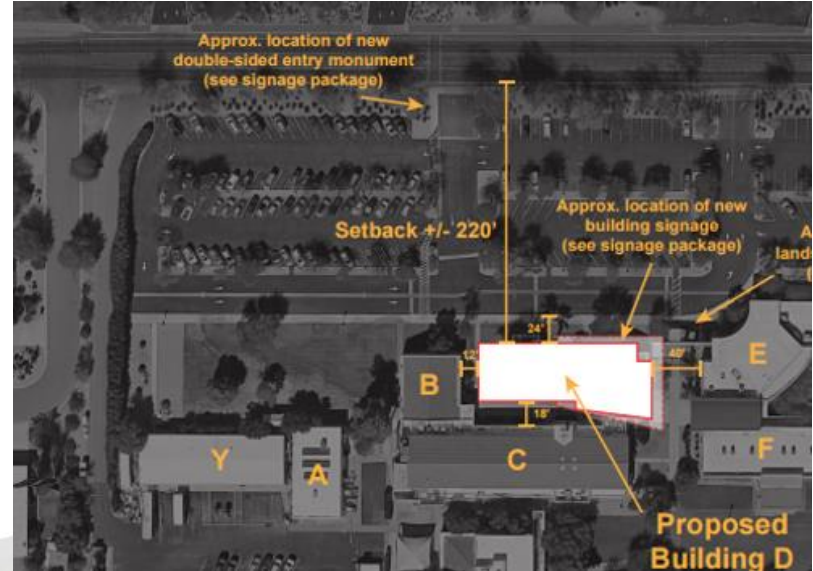 Approx. location of new
double-sided entry monument
(see signage package)
Setback +/- 220'
Approx. location of new
building signage
(see signage package)
A
lands
(
24'
12'
40'
18'
B
E
Y
A
C
F
Proposed
Building D